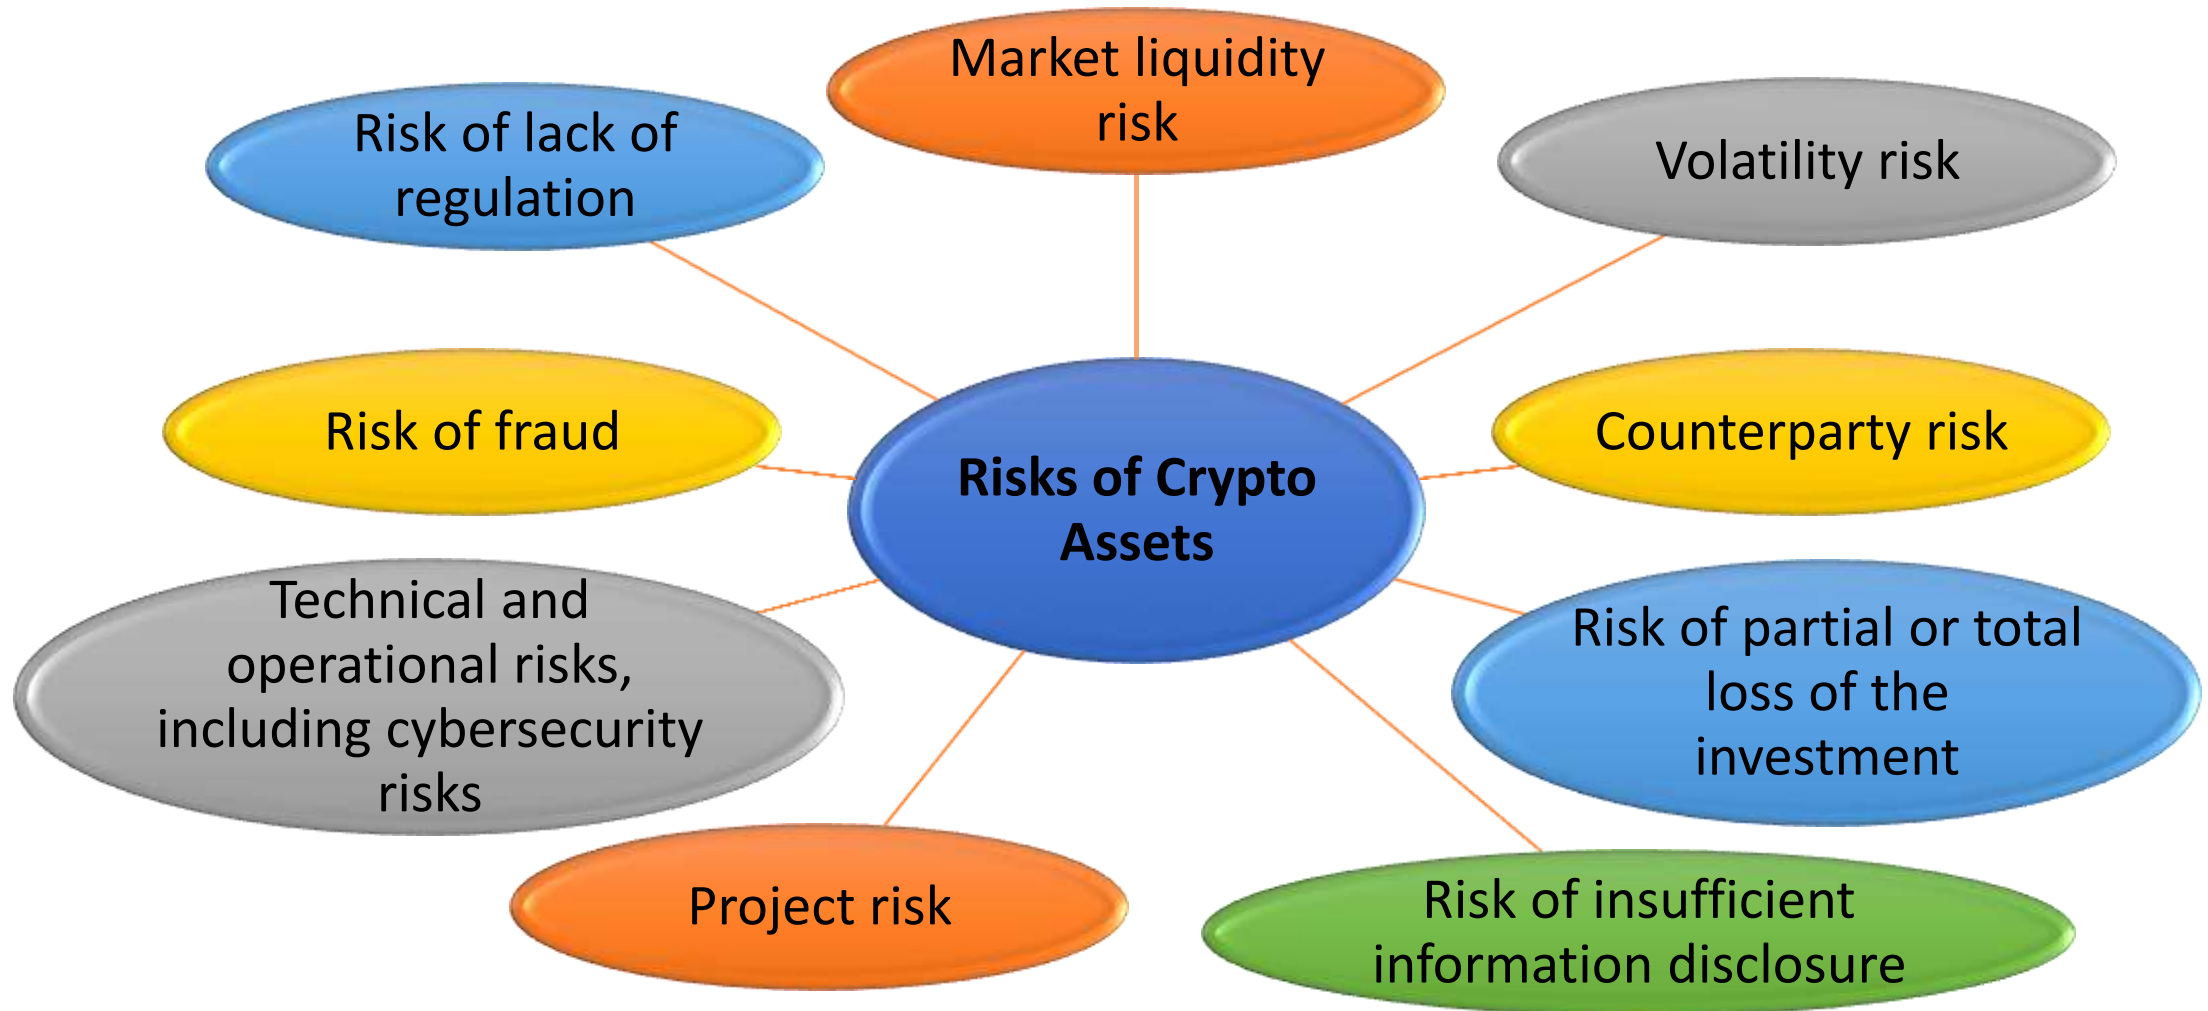 Market liquidity
risk
Risk of lack of
regulation
Volatility risk
Risk of fraud
Counterparty risk
Risks of Crypto
Assets
Technical and
operational risks,
including cybersecurity
risks
Risk of partial or total
loss of the
investment
Project risk
Risk of insufficient
information disclosure